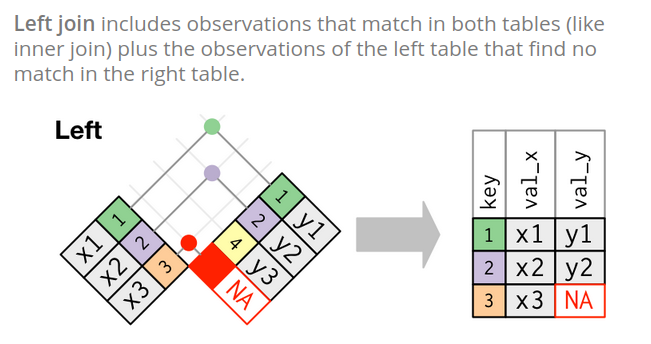 Left join includes observations that match in both tables (like
inner join) plus the observations of the left table that find no
match in the right table.
Left
1 x1
2 x2
3 x3
1 y1
2 y2
4 y3
NA
key val_x val_y
1 x1 y1
2 x2 y2
3 x3 NA